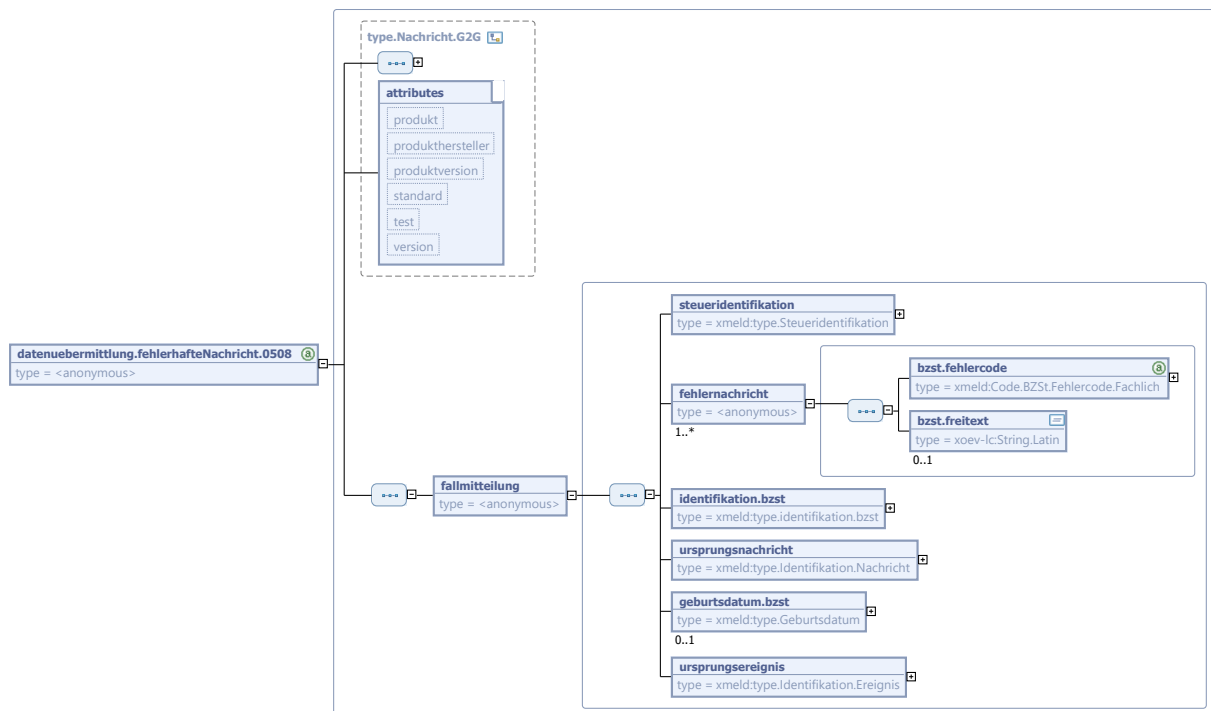 type.Nachricht.G2G
attributes
produkt
produkthersteller
produktversion
standard
test
version
datenuebermittlung.fehlerhafteNachricht.0508
a
type = <anonymous>
fallmitteilung
type = <anonymous>
steueridentifikation
type = xmeld:type.Steueridentifikation
fehlernachricht
type = <anonymous>
1..*
bzst.fehlercode
a
type = xmeld:Code.BZSt.Fehlercode.Fachlich
bzst.freitext
type = xoev-lc:String.Latin
0..1
identifikation.bzst
type = xmeld:type.identifikation.bzst
ursprungsnachricht
type = xmeld:type.Identifikation.Nachricht
geburtsdatum.bzst
type = xmeld:type.Geburtsdatum
0..1
ursprungsereignis
type = xmeld:type.Identifikation.Ereignis